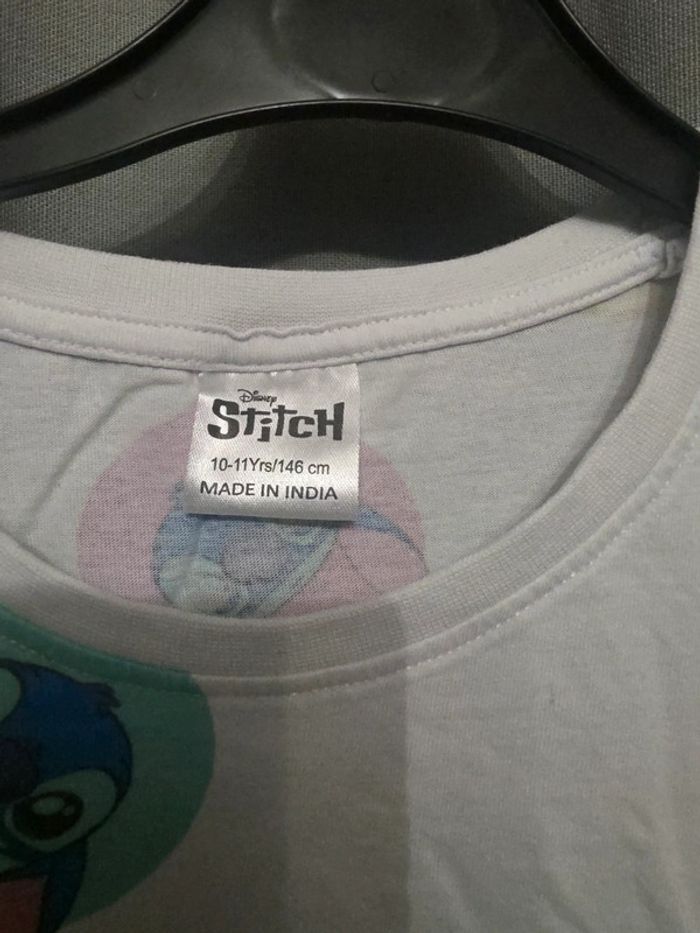 Disney
Stitch
10-11Yrs/146 cm
MADE IN INDIA